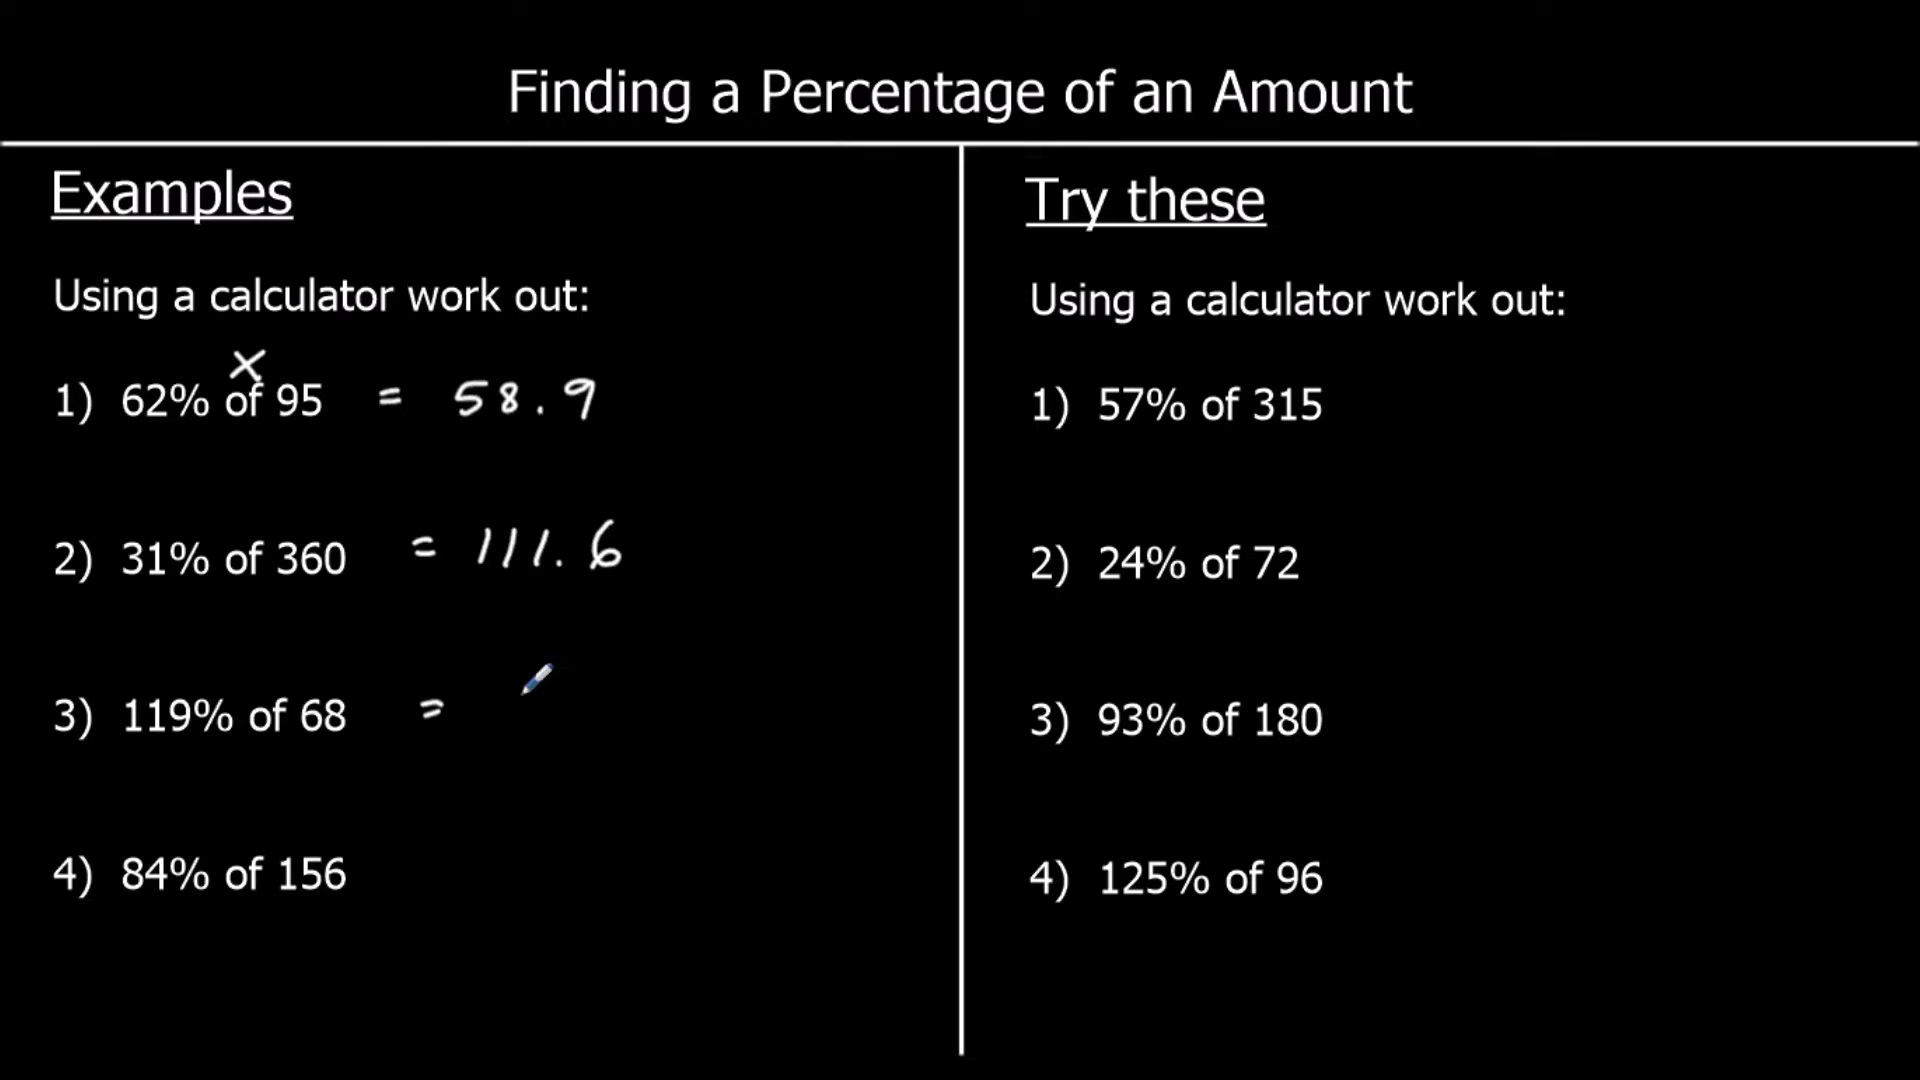 Finding a Percentage of an Amount
Examples
Using a calculator work out:
×
1) 62% of 95 = 58.9
2) 31% of 360 = 111.6
3) 119% of 68 =
4) 84% of 156
Try these
Using a calculator work out:
1) 57% of 315
2) 24% of 72
3) 93% of 180
4) 125% of 96